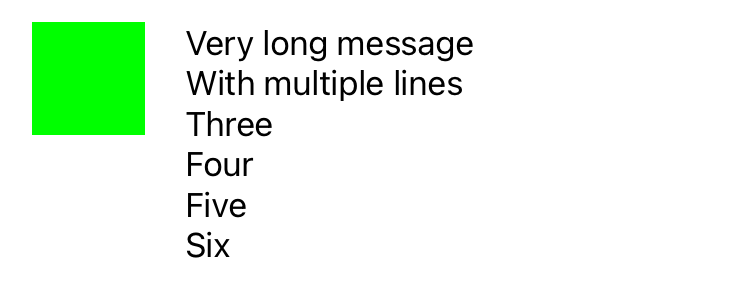 Very long message
With multiple lines
Three
Four
Five
Six